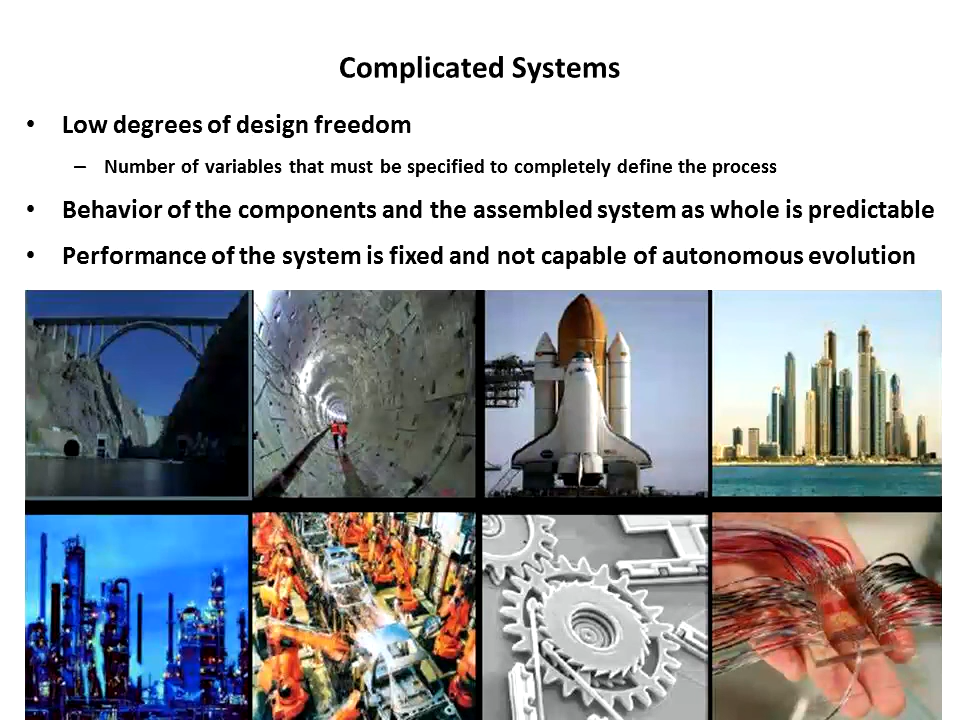 Complicated Systems
• Low degrees of design freedom
– Number of variables that must be specified to completely define the process
• Behavior of the components and the assembled system as whole is predictable
• Performance of the system is fixed and not capable of autonomous evolution